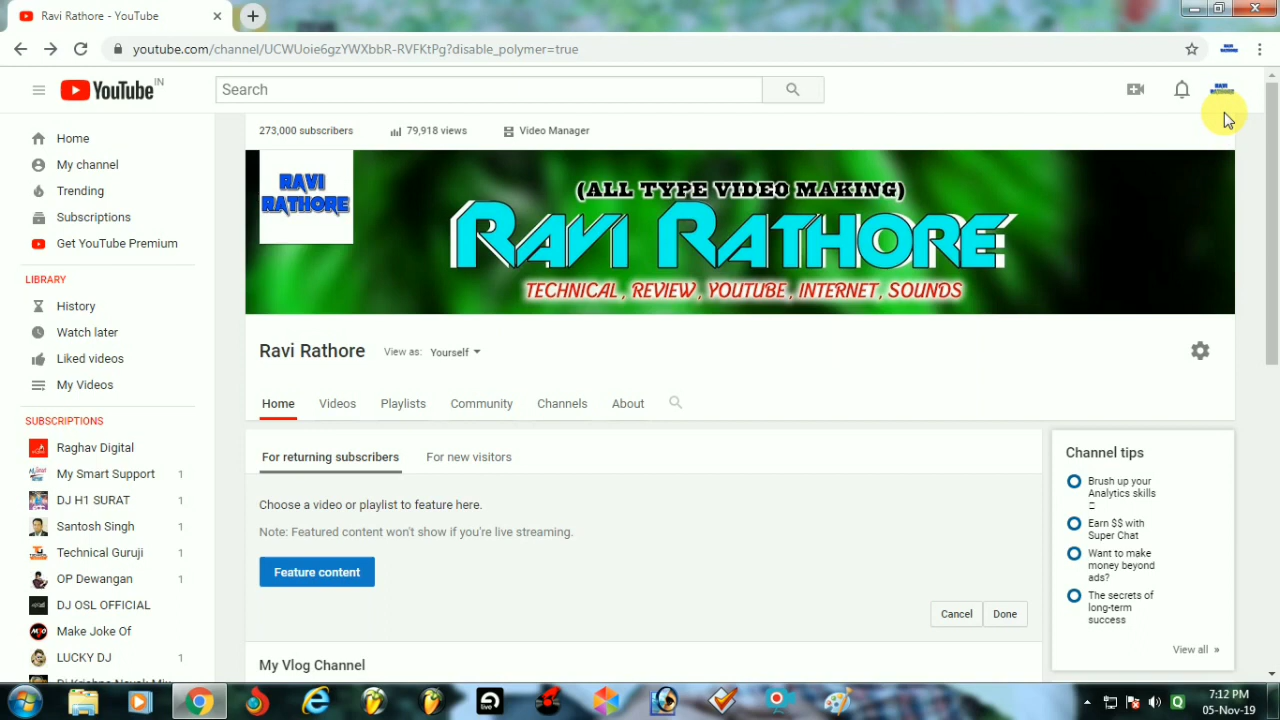 Ravi Rathore - YouTube
youtube.com/channel/UCWUoie6gzYWXbbR-RVFKtPg?disable_polymer=true
YouTube IN
Search
RAVI
RATHORE
273,000 subscribers
79,918 views
Video Manager
RAVI
RATHORE
(ALL TYPE VIDEO MAKING)
RAVI RATHORE
TECHNICAL, REVIEW, YOUTUBE, INTERNET, SOUNDS
Ravi Rathore
View as: Yourself
Home
Videos
Playlists
Community
Channels
About
For returning subscribers
For new visitors
Choose a video or playlist to feature here.
Note: Featured content won't show if you're live streaming.
Feature content
Cancel
Done
My Vlog Channel
Channel tips
Brush up your
Analytics skills
Earn $$ with
Super Chat
Want to make
money beyond
ads?
The secrets of
long-term
success
View all »
Home
My channel
Trending
Subscriptions
Get YouTube Premium
LIBRARY
History
Watch later
Liked videos
My Videos
SUBSCRIPTIONS
Raghav Digital
My Smart Support 1
DJ H1 SURAT 1
Santosh Singh 1
Technical Guruji 1
OP Dewangan 1
DJ OSL OFFICIAL
Make Joke Of
LUCKY DJ 1
live
7:12 PM
05-Nov-19